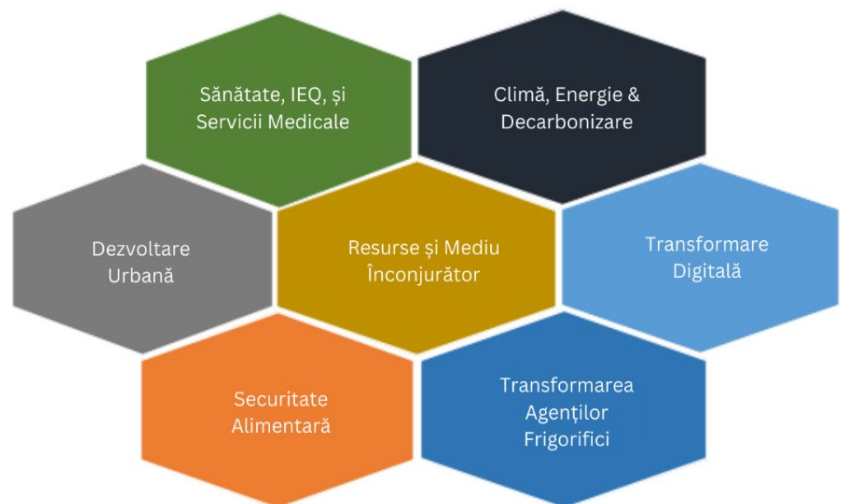 Sănătate, IEQ, și
Servicii Medicale
Climă, Energie &
Decarbonizare
Dezvoltare
Urbană
Resurse și Mediu
Înconjurător
Transformare
Digitală
Securitate
Alimentară
Transformarea
Agenților
Frigorifici